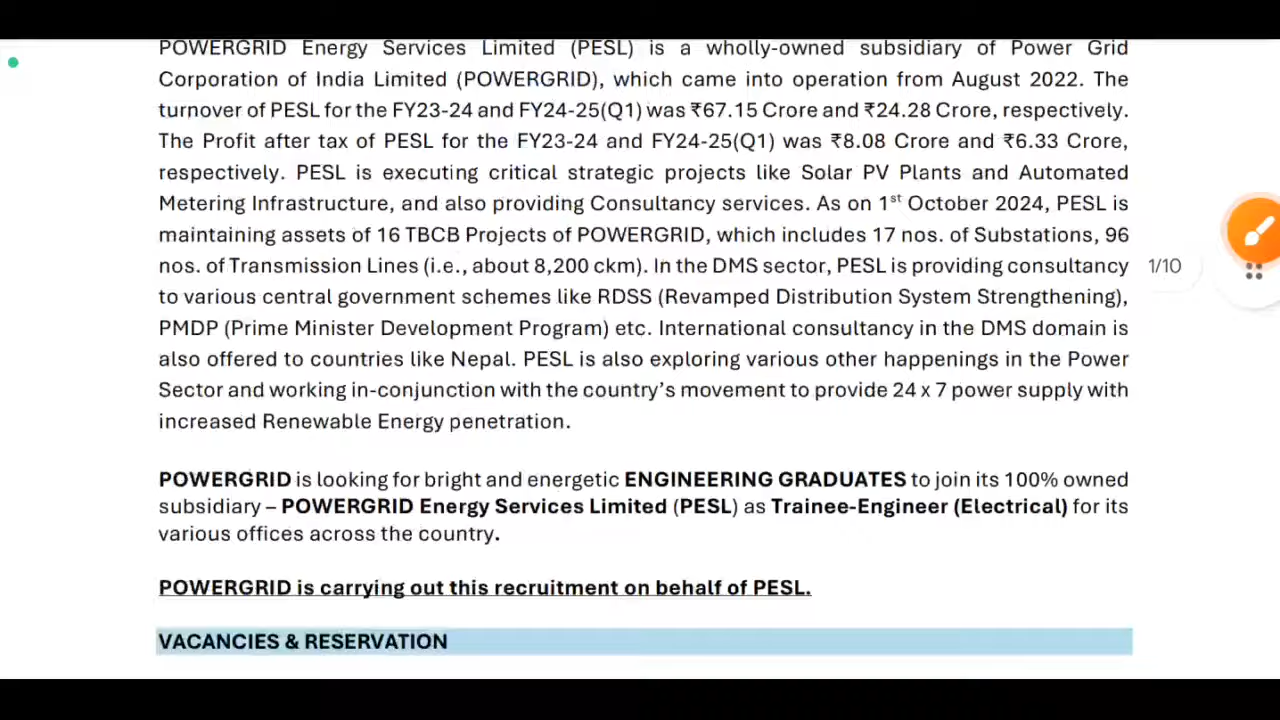 POWERGRID Energy Services Limited (PESL) is a wholly-owned subsidiary of Power Grid
Corporation of India Limited (POWERGRID), which came into operation from August 2022. The
turnover of PESL for the FY23-24 and FY24-25(Q1) was ₹67.15 Crore and ₹24.28 Crore, respectively.
The Profit after tax of PESL for the FY23-24 and FY24-25(Q1) was ₹8.08 Crore and ₹6.33 Crore,
respectively. PESL is executing critical strategic projects like Solar PV Plants and Automated
Metering Infrastructure, and also providing Consultancy services. As on 1st October 2024, PESL is
maintaining assets of 16 TBCB Projects of POWERGRID, which includes 17 nos. of Substations, 96
nos. of Transmission Lines (i.e., about 8,200 ckm). In the DMS sector, PESL is providing consultancy
to various central government schemes like RDSS (Revamped Distribution System Strengthening),
PMDP (Prime Minister Development Program) etc. International consultancy in the DMS domain is
also offered to countries like Nepal. PESL is also exploring various other happenings in the Power
Sector and working in-conjunction with the country’s movement to provide 24 x 7 power supply with
increased Renewable Energy penetration.
POWERGRID is looking for bright and energetic ENGINEERING GRADUATES to join its 100% owned
subsidiary – POWERGRID Energy Services Limited (PESL) as Trainee-Engineer (Electrical) for its
various offices across the country.
POWERGRID is carrying out this recruitment on behalf of PESL.
VACANCIES & RESERVATION
1/10